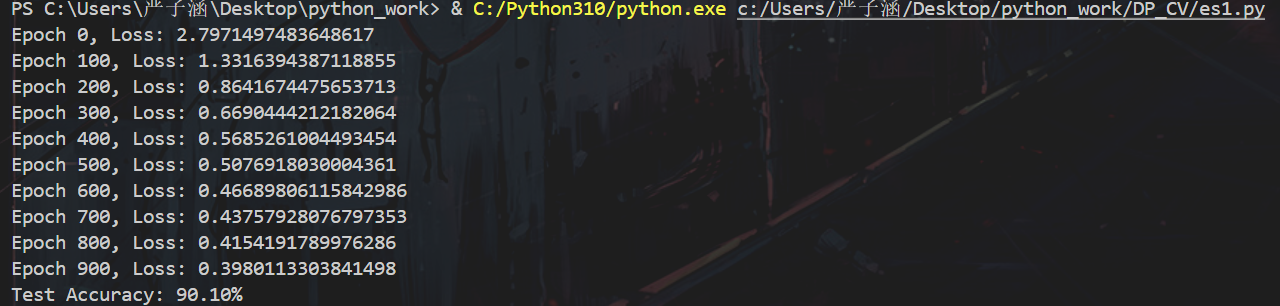 PS C:\Users\严子涵\Desktop\python_work> & C:/Python310/python.exe c:/Users/严子涵/Desktop/python_work/DP_CV/es1.py
Epoch 0, Loss: 2.7971497483648617
Epoch 100, Loss: 1.3316394387118855
Epoch 200, Loss: 0.8641674475653713
Epoch 300, Loss: 0.6690444212182064
Epoch 400, Loss: 0.5685261004493454
Epoch 500, Loss: 0.5076918030004361
Epoch 600, Loss: 0.46689806115842986
Epoch 700, Loss: 0.43757928076797353
Epoch 800, Loss: 0.4154191789976286
Epoch 900, Loss: 0.3980113303841498
Test Accuracy: 90.10%